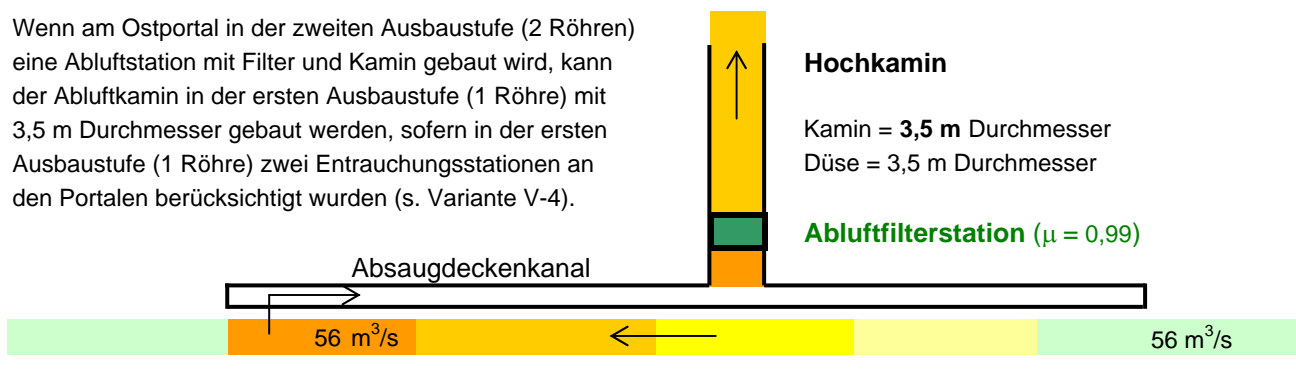 Wenn am Ostportal in der zweiten Ausbaustufe (2 Röhren)
eine Abluftstation mit Filter und Kamin gebaut wird, kann
der Abluftkamin in der ersten Ausbaustufe (1 Röhre) mit
3,5 m Durchmesser gebaut werden, sofern in der ersten
Ausbaustufe (1 Röhre) zwei Entrauchungsstationen an
den Portalen berücksichtigt wurden (s. Variante V-4).
Hochkamin
Kamin = 3,5 m Durchmesser
Düse = 3,5 m Durchmesser
Abluftfilterstation (μ = 0,99)
Absaugdeckenkanal
56 m³/s
56 m³/s